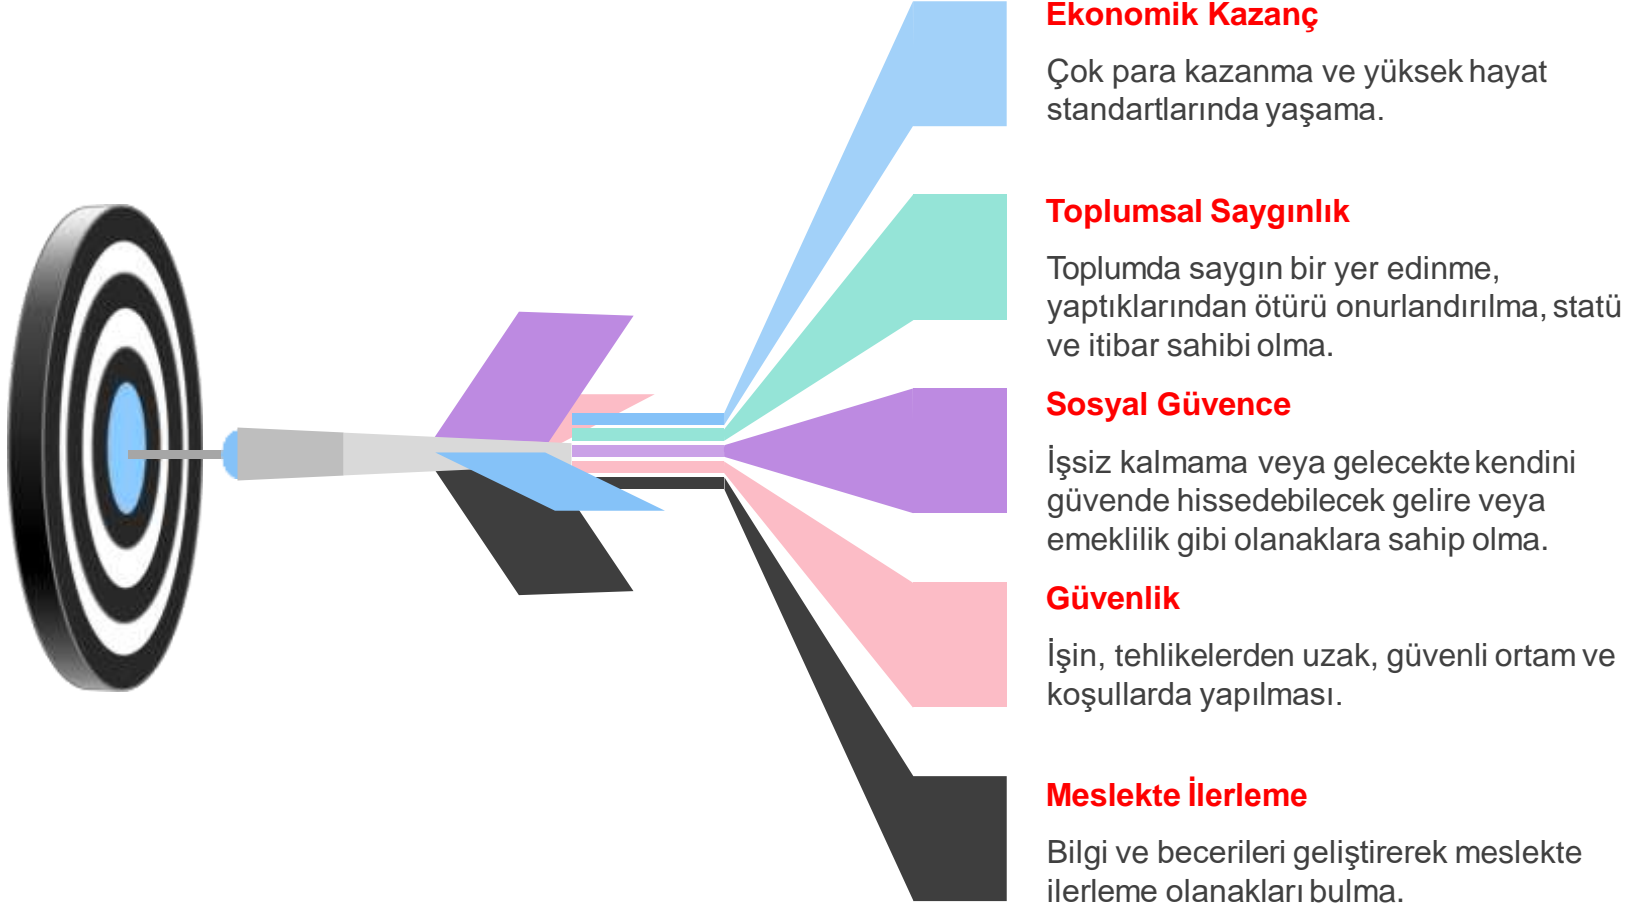 Ekonomik Kazanç
Çok para kazanma ve yüksek hayat
standartlarında yaşama.
Toplumsal Saygınlık
Toplumda saygın bir yer edinme,
yaptıklarından ötürü onurlandırılma, statü
ve itibar sahibi olma.
Sosyal Güvence
İşsiz kalmama veya gelecekte kendini
güvende hissedebilecek gelire veya
emeklilik gibi olanaklara sahip olma.
Güvenlik
İşin, tehlikelerden uzak, güvenli ortam ve
koşullarda yapılması.
Meslekte İlerleme
Bilgi ve becerileri geliştirerek meslekte
ilerleme olanakları bulma.